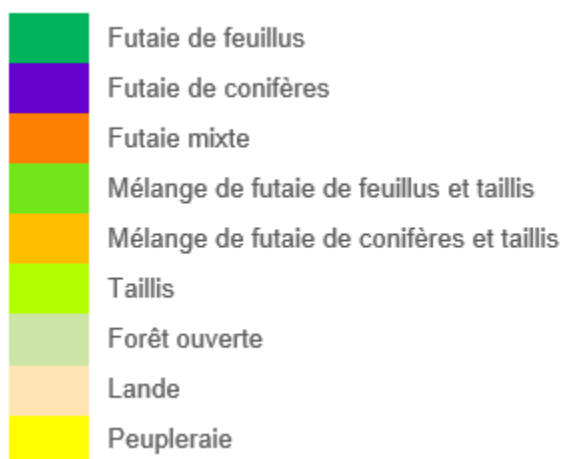 Futaie de feuillus
Futaie de conifères
Futaie mixte
Mélange de futaie de feuillus et taillis
Mélange de futaie de conifères et taillis
Taillis
Forêt ouverte
Lande
Peupleraie